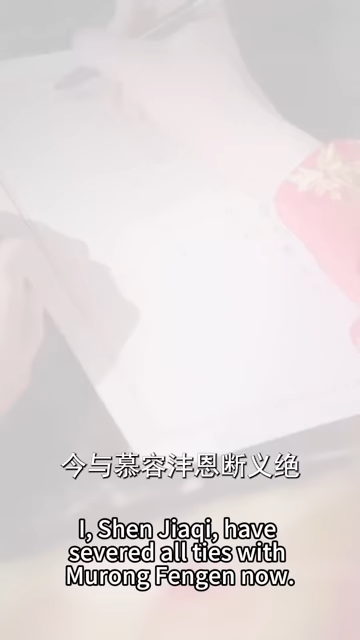 今与慕容沣恩断义绝
I, Shen Jiaqi, have
severed all ties with
Murong Fengen now.